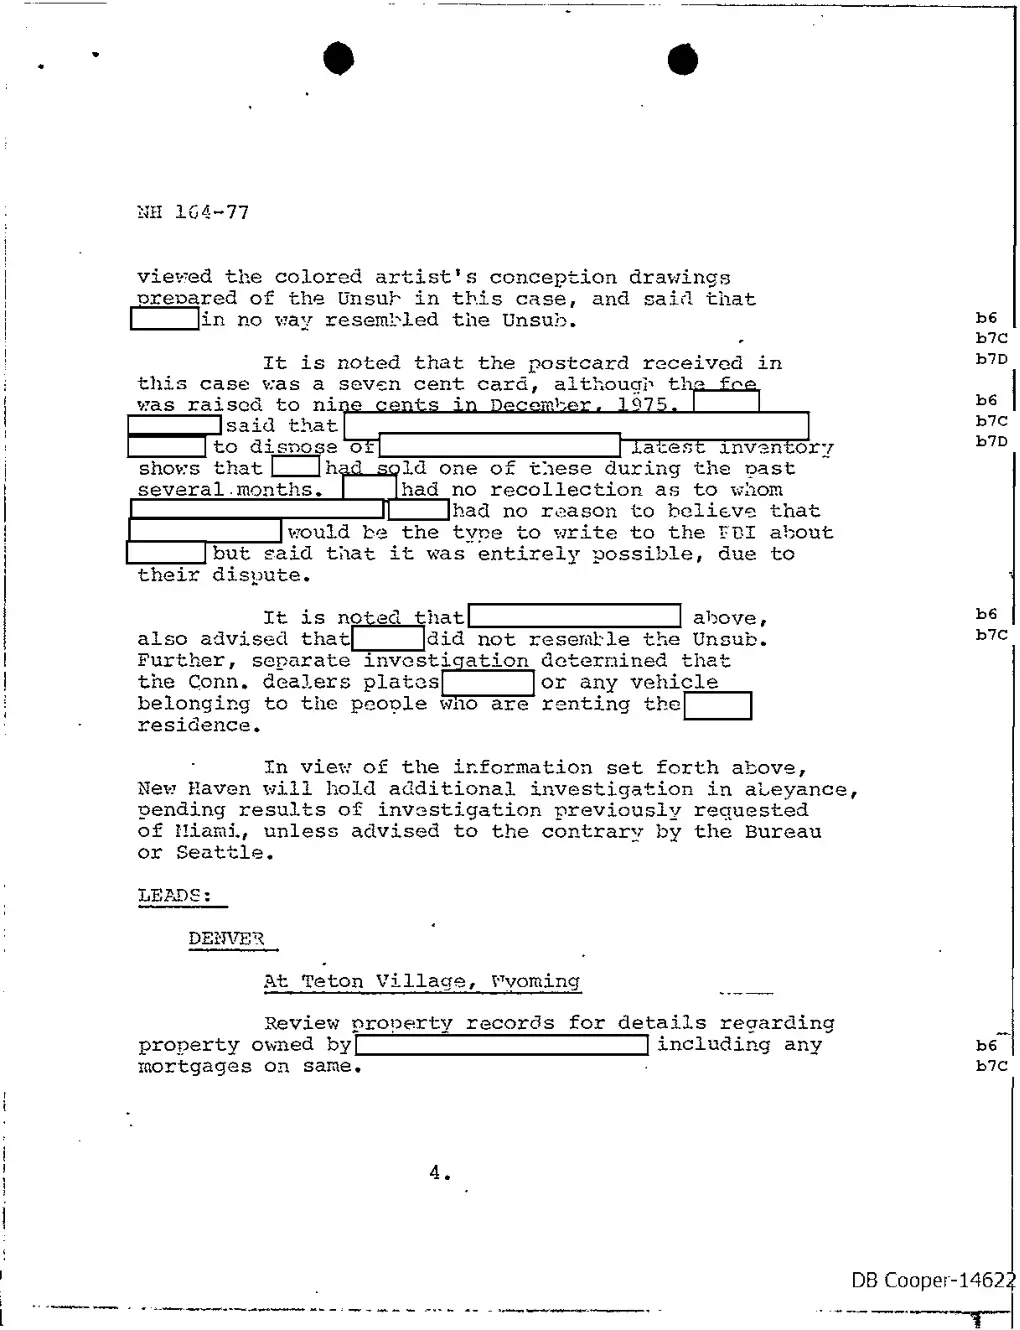 NH 164-77
viewed the colored artist's conception drawings
prepared of the Unsub in this case, and said that
in no way resembled the Unsub.
b6
b7C
b7D
It is noted that the postcard received in
this case was a seven cent card, although the fee
was raised to nine cents in December, 1975.
b6
said that
b7C
to dispose of latest inventory
b7D
shows that had sold one of these during the past
several months. had no recollection as to whom
had no reason to believe that
would be the type to write to the FBI about
but said that it was entirely possible, due to
their dispute.
It is noted that above,
b6
also advised that did not resemble the Unsub.
b7C
Further, separate investigation determined that
the Conn. dealers plates or any vehicle
belonging to the people who are renting the
residence.
In view of the information set forth above,
New Haven will hold additional investigation in abeyance,
pending results of investigation previously requested
of Miami, unless advised to the contrary by the Bureau
or Seattle.
LEADS:
DENVER
At Teton Village, Wyoming
Review property records for details regarding
property owned by including any
b6
mortgages on same.
b7C
4.
DB Cooper-14622